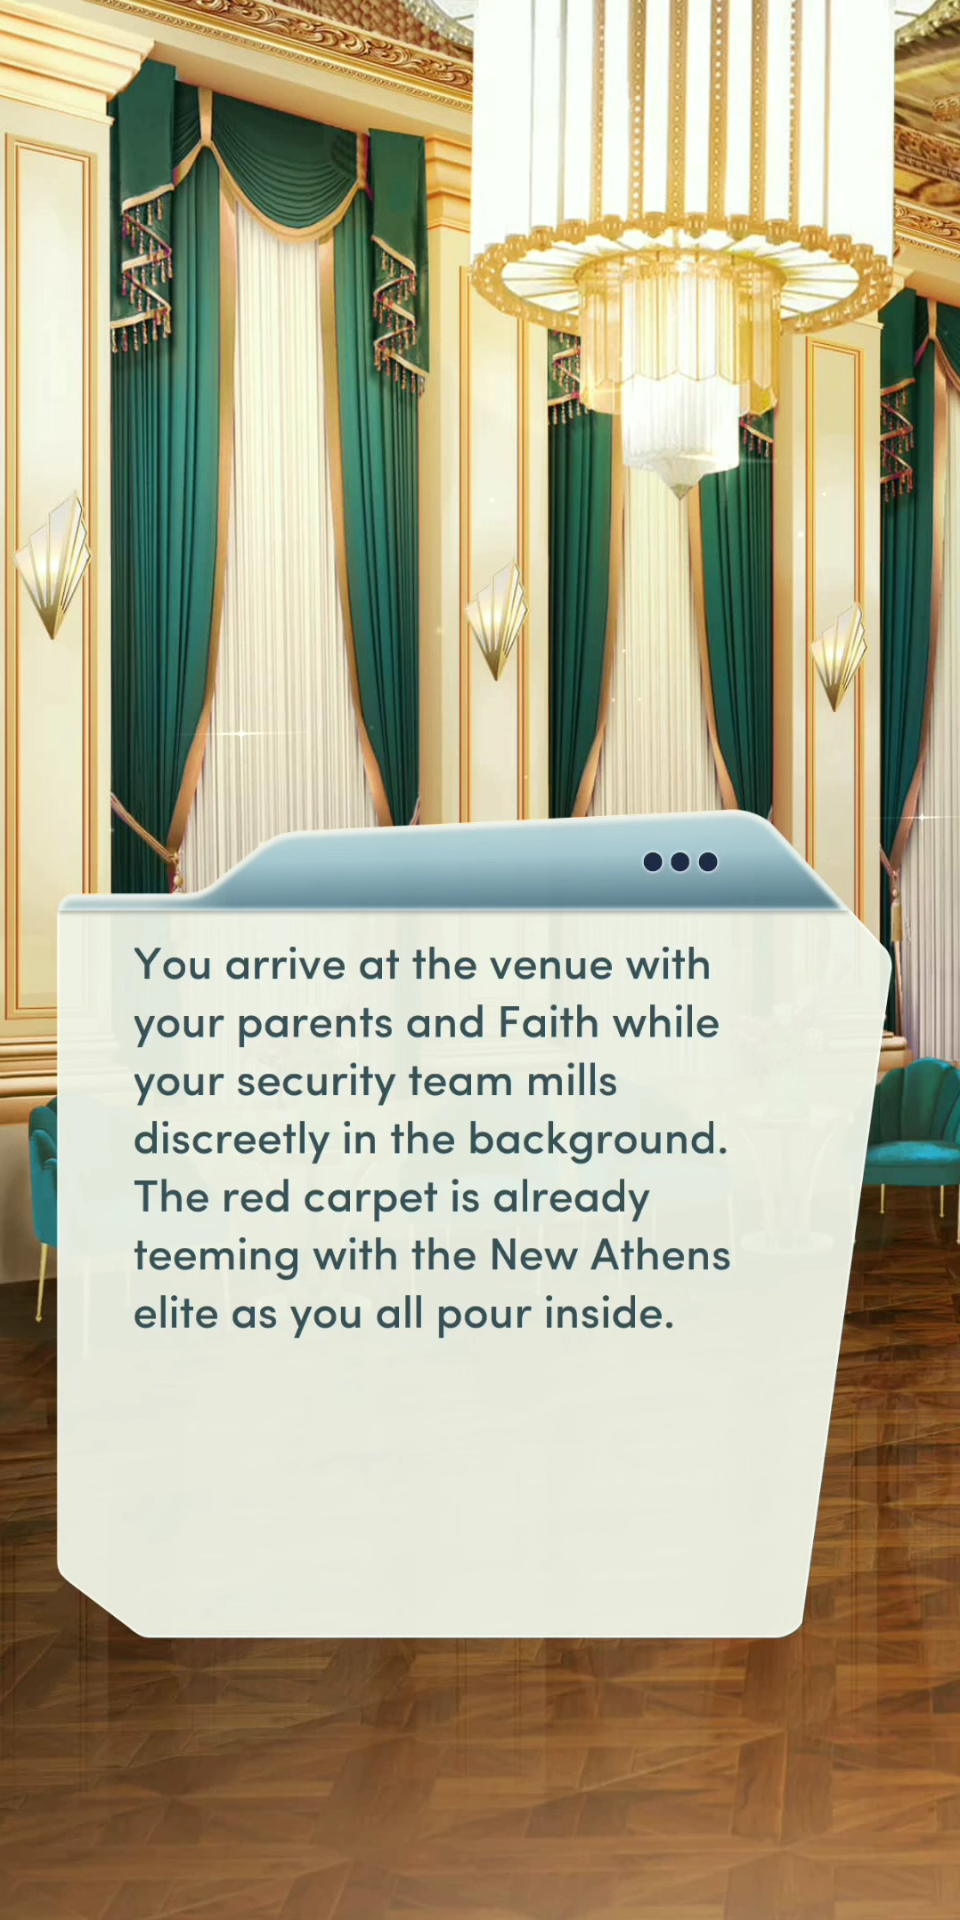 You arrive at the venue with
your parents and Faith while
your security team mills
discreetly in the background.
The red carpet is already
teeming with the New Athens
elite as you all pour inside.